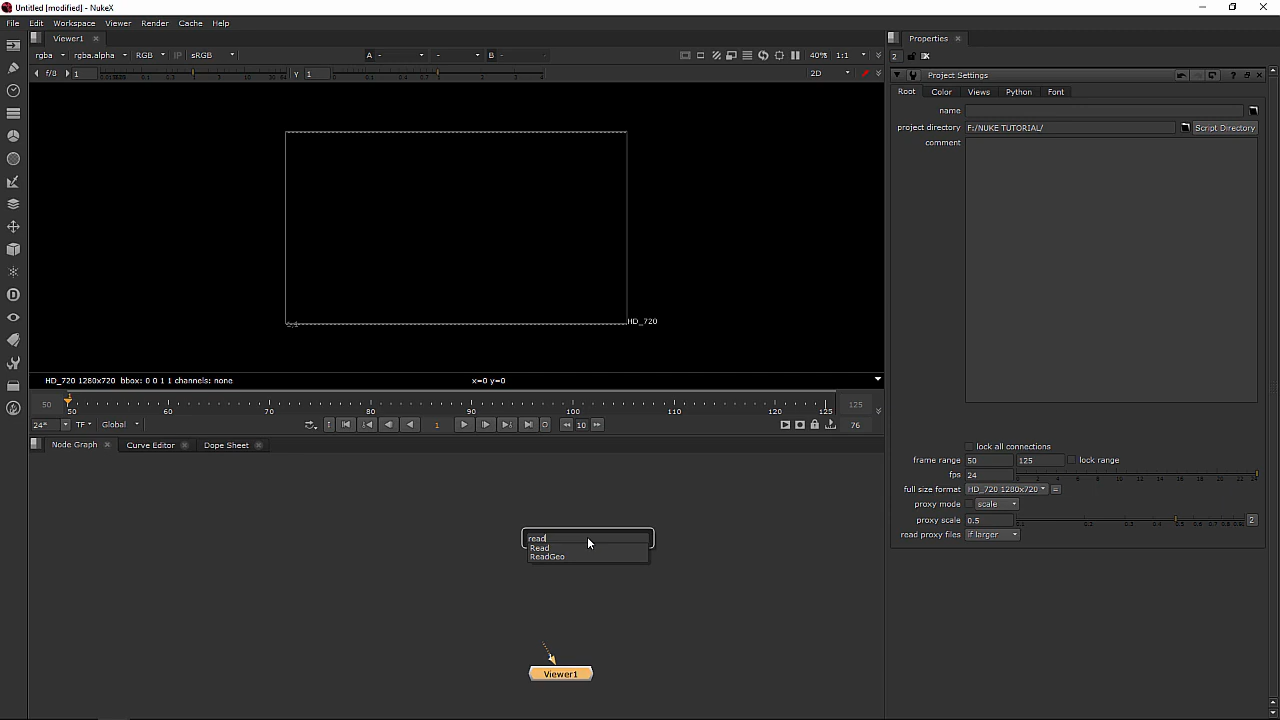 Untitled [modified] - NukeX
File Edit Workspace Viewer Render Cache Help
Viewer1
rgba rgba.alpha RGB IP sRGB A - - B - 40% 1:1
f/8 1 Y 1 2D
HD_720
HD_720 1280x720 bbox: 0 0 1 1 channels: none x=0 y=0
50 50 60 70 80 90 100 110 120 125 125
24* TF Global 1 10 76
Node Graph Curve Editor Dope Sheet
read
Read
ReadGeo
Viewer1
Properties
2
Project Settings
Root Color Views Python Font
name
project directory F:/NUKE TUTORIAL/ Script Directory
comment
lock all connections
frame range 50 125 lock range
fps 24
full size format HD_720 1280x720 =
proxy mode scale
proxy scale 0.5 2
read proxy files if larger